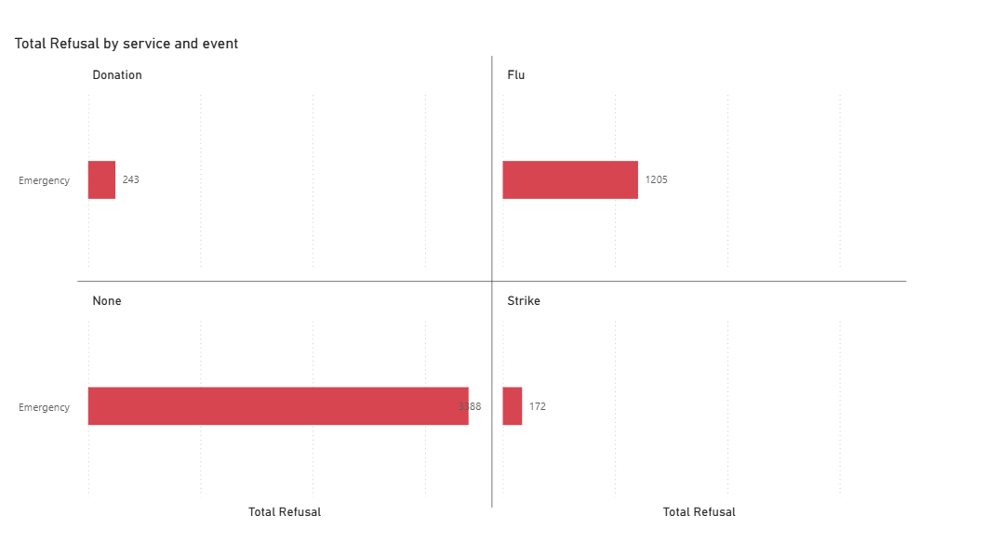 Total Refusal by service and event
Donation
Flu
Emergency
243
1205
None
Strike
Emergency
3388
172
Total Refusal
Total Refusal